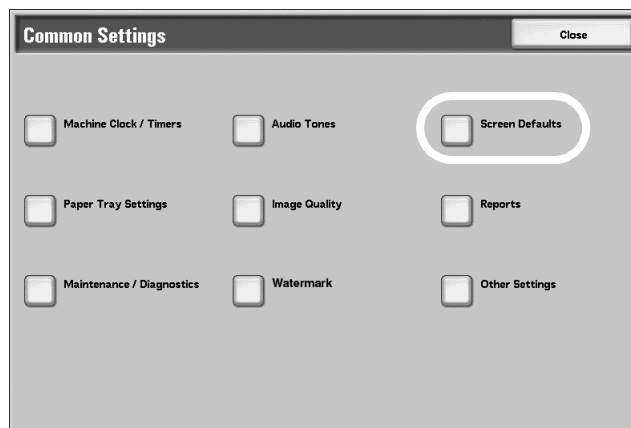 Common Settings
Close
Machine Clock / Timers
Audio Tones
Screen Defaults
Paper Tray Settings
Image Quality
Reports
Maintenance / Diagnostics
Watermark
Other Settings